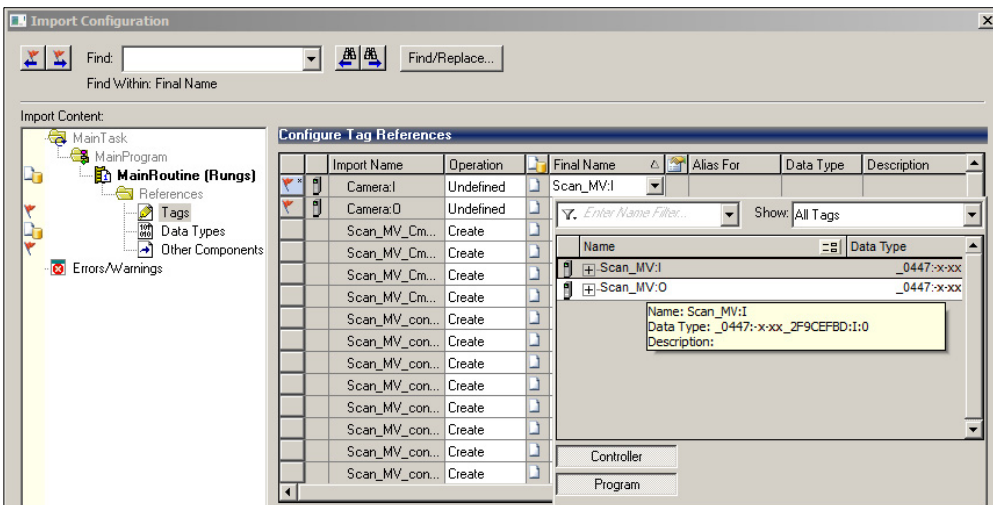 Import Configuration
Find:
Find/Replace...
Find Within: Final Name
Import Content:
MainTask
MainProgram
MainRoutine (Rungs)
References
Tags
Data Types
Other Components
Errors/Warnings
Configure Tag References
Import Name Operation Final Name Alias For Data Type Description
Camera:I Undefined Scan_MV:I
Camera:O Undefined
Scan_MV_Cm... Create
Scan_MV_Cm... Create
Scan_MV_Cm... Create
Scan_MV_Cm... Create
Scan_MV_con... Create
Scan_MV_con... Create
Scan_MV_con... Create
Scan_MV_con... Create
Scan_MV_con... Create
Scan_MV_con... Create
Scan_MV_con... Create
Scan_MV_con... Create
Enter Name Filter... Show: All Tags
Name Data Type
Scan_MV:I _0447:-x-xx
Scan_MV:O _0447:-x-xx
Name: Scan_MV:I
Data Type: _0447:-x-xx_2F9CEFBD:I:0
Description:
Controller
Program